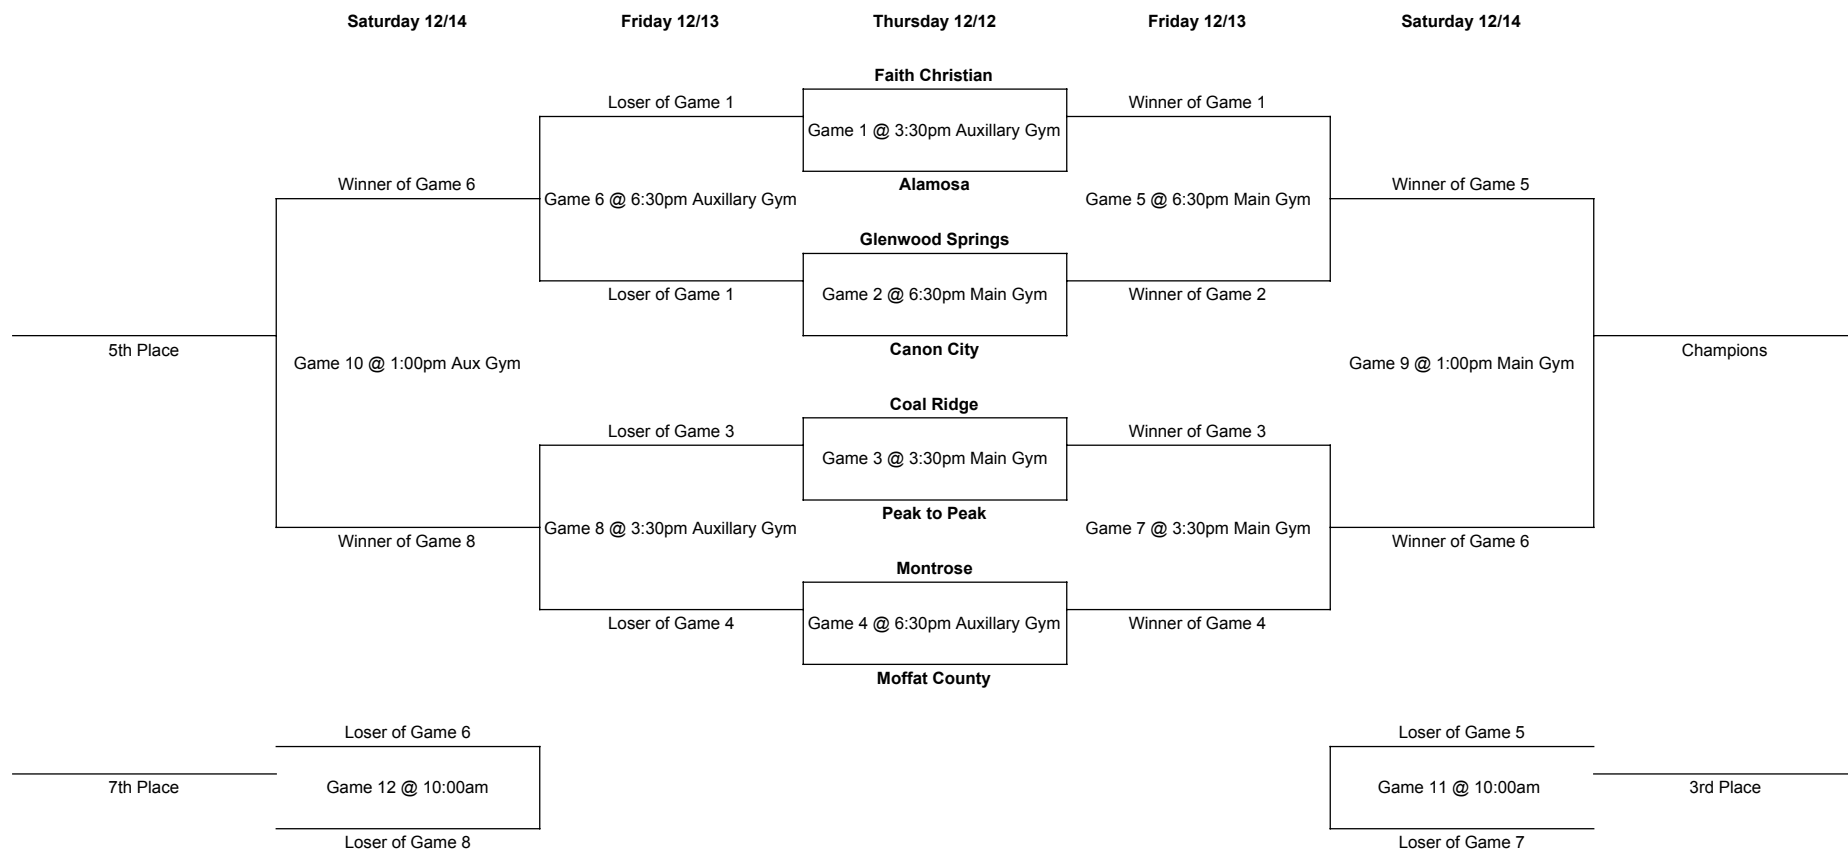 Saturday 12/14
Friday 12/13
Thursday 12/12
Friday 12/13
Saturday 12/14
Faith Christian
Loser of Game 1
Winner of Game 1
Game 1 @ 3:30pm Auxillary Gym
Winner of Game 6
Game 6 @ 6:30pm Auxillary Gym
Alamosa
Game 5 @ 6:30pm Main Gym
Winner of Game 5
Glenwood Springs
Loser of Game 1
Game 2 @ 6:30pm Main Gym
Winner of Game 2
5th Place
Game 10 @ 1:00pm Aux Gym
Canon City
Game 9 @ 1:00pm Main Gym
Champions
Coal Ridge
Loser of Game 3
Winner of Game 3
Game 3 @ 3:30pm Main Gym
Winner of Game 8
Game 8 @ 3:30pm Auxillary Gym
Peak to Peak
Game 7 @ 3:30pm Main Gym
Winner of Game 6
Montrose
Loser of Game 4
Game 4 @ 6:30pm Auxillary Gym
Winner of Game 4
Moffat County
Loser of Game 6
Loser of Game 5
7th Place
Game 12 @ 10:00am
Game 11 @ 10:00am
3rd Place
Loser of Game 8
Loser of Game 7